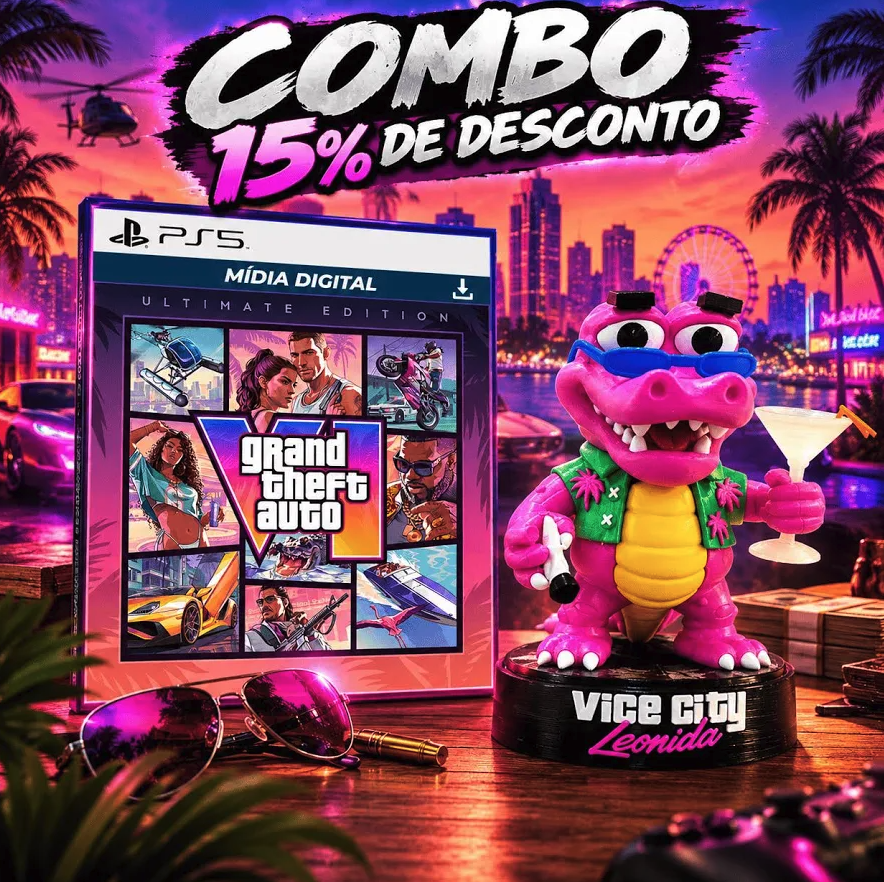 COMBO
15% DE DESCONTO
PS5.
MÍDIA DIGITAL
ULTIMATE EDITION
VI
grand
theft
auto
Vice City
Leonida